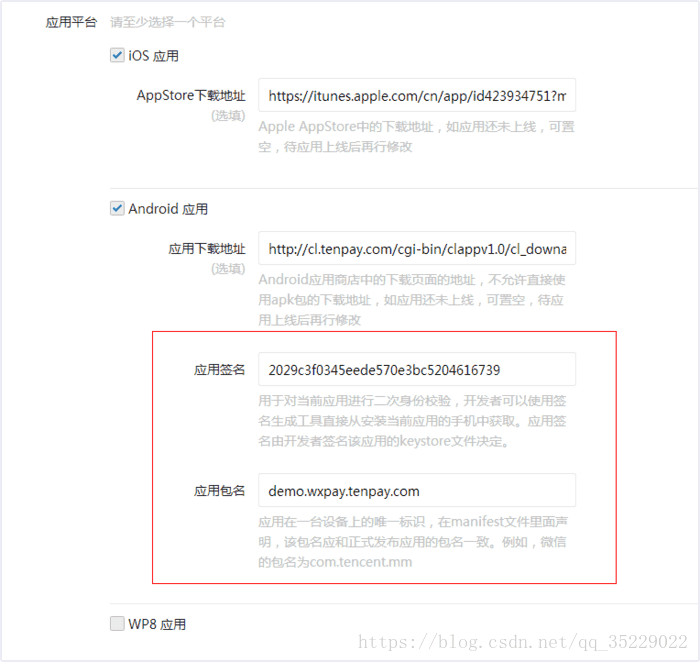 应用平台 请至少选择一个平台
iOS 应用
AppStore下载地址 https://itunes.apple.com/cn/app/id423934751?m
(选填)
Apple AppStore中的下载地址，如应用还未上线，可置
空，待应用上线后再行修改
Android 应用
应用下载地址 http://cl.tenpay.com/cgi-bin/clappv1.0/cl_downa
(选填)
Android应用商店中的下载页面的地址，不允许直接使
用apk包的下载地址，如应用还未上线，可置空，待应
用上线后再行修改
应用签名 2029c3f0345eede570e3bc5204616739
用于对当前应用进行二次身份校验，开发者可以使用签
名生成工具直接从安装当前应用的手机中获取。应用签
名由开发者签名该应用的keystore文件决定。
应用包名 demo.wxpay.tenpay.com
应用在一台设备上的唯一标识，在manifest文件里面声
明，该包名应和正式发布应用的包名一致。例如，微信
的包名为com.tencent.mm
WP8 应用
https://blog.csdn.net/qq_35229022